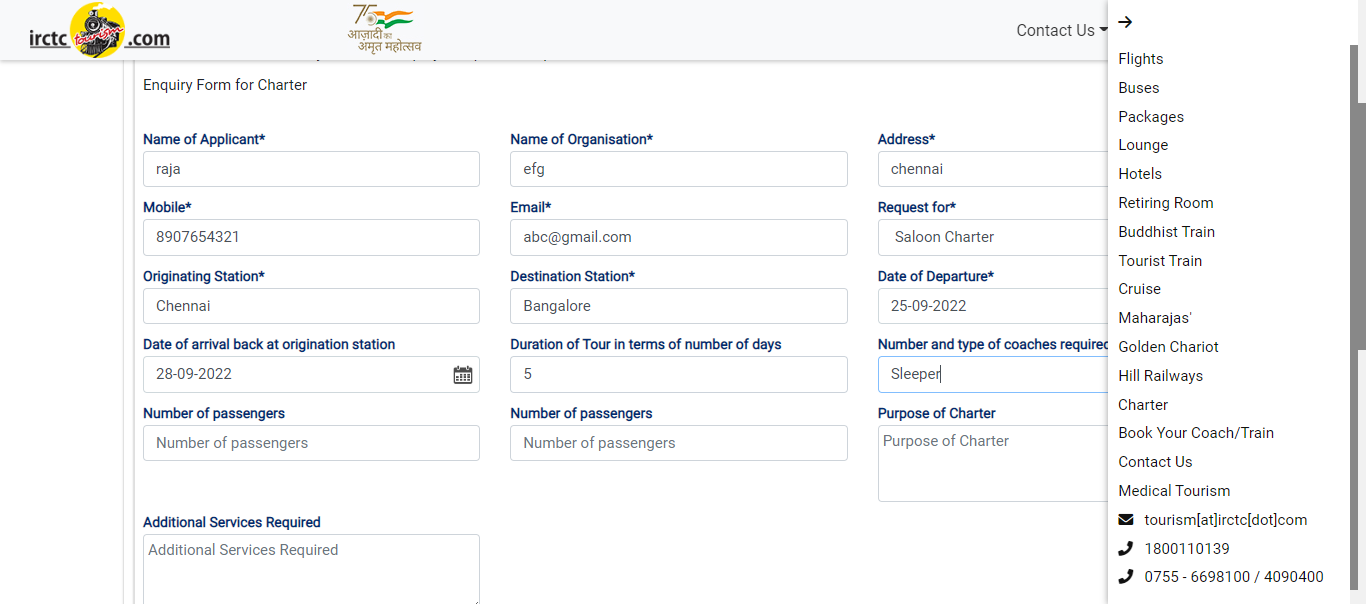 irctc tourism .com
75
आज़ादी का
अमृत महोत्सव
Contact Us
Enquiry Form for Charter
Name of Applicant* Name of Organisation* Address*
raja efg chennai
Mobile* Email* Request for*
8907654321 abc@gmail.com Saloon Charter
Originating Station* Destination Station* Date of Departure*
Chennai Bangalore 25-09-2022
Date of arrival back at origination station Duration of Tour in terms of number of days Number and type of coaches required
28-09-2022 5 Sleeper
Number of passengers Number of passengers Purpose of Charter
Number of passengers Number of passengers Purpose of Charter
Additional Services Required
Additional Services Required
Flights
Buses
Packages
Lounge
Hotels
Retiring Room
Buddhist Train
Tourist Train
Cruise
Maharajas'
Golden Chariot
Hill Railways
Charter
Book Your Coach/Train
Contact Us
Medical Tourism
tourism[at]irctc[dot]com
1800110139
0755 - 6698100 / 4090400